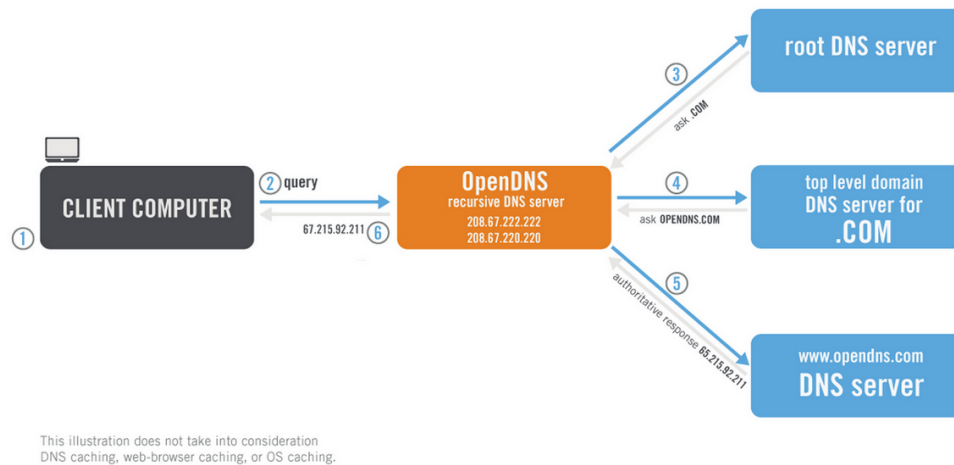 root DNS server
3
ask .COM
2 query
CLIENT COMPUTER
1
67.215.92.211 6
OpenDNS
recursive DNS server
208.67.222.222
208.67.220.220
4
ask OPENDNS.COM
top level domain
DNS server for
.COM
5
authoritative response 65.215.92.211
www.opendns.com
DNS server
This illustration does not take into consideration
DNS caching, web-browser caching, or OS caching.